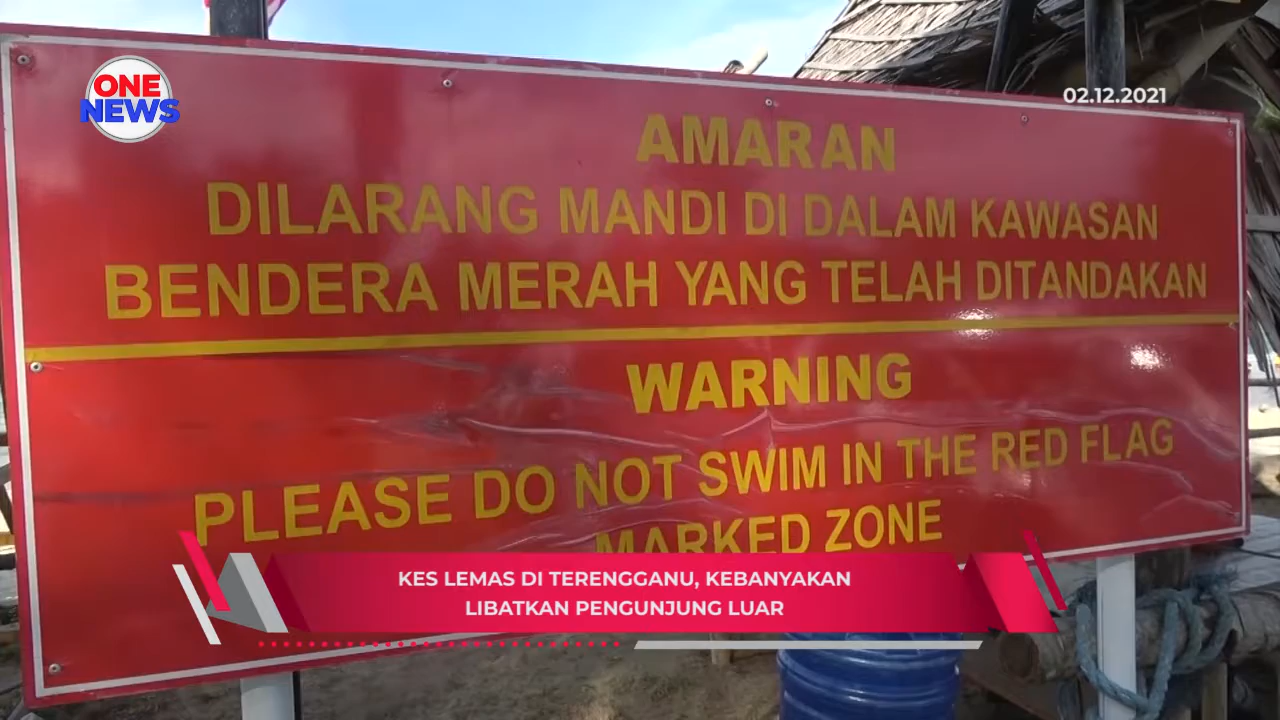 ONE
NEWS
02.12.2021
AMARAN
DILARANG MANDI DI DALAM KAWASAN
BENDERA MERAH YANG TELAH DITANDAKAN
WARNING
PLEASE DO NOT SWIM IN THE RED FLAG
MARKED ZONE
KES LEMAS DI TERENGGANU, KEBANYAKAN
LIBATKAN PENGUNJUNG LUAR